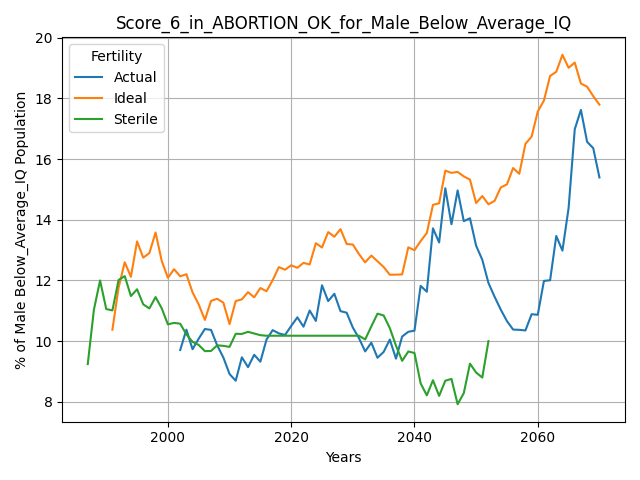 Score_6_in_ABORTION_OK_for_Male_Below_Average_IQ
% of Male Below_Average_IQ Population
20
18
16
14
12
10
8
Fertility
Actual
Ideal
Sterile
2000 2020 2040 2060
Years